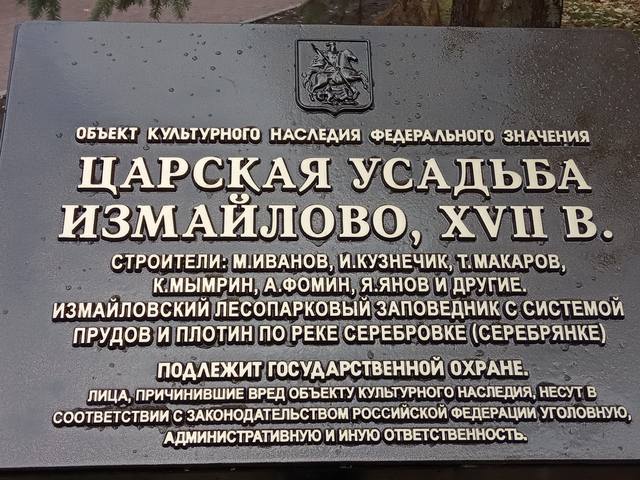 ОБЪЕКТ КУЛЬТУРНОГО НАСЛЕДИЯ ФЕДЕРАЛЬНОГО ЗНАЧЕНИЯ
ЦАРСКАЯ УСАДЬБА
ИЗМАЙЛОВО, XVII В.
СТРОИТЕЛИ: М.ИВАНОВ, И.КУЗНЕЧИК, Т.МАКАРОВ,
К.МЫМРИН, А.ФОМИН, Я.ЯНОВ И ДРУГИЕ.
ИЗМАЙЛОВСКИЙ ЛЕСОПАРКОВЫЙ ЗАПОВЕДНИК С СИСТЕМОЙ
ПРУДОВ И ПЛОТИН ПО РЕКЕ СЕРЕБРОВКЕ (СЕРЕБРЯНКЕ)
ПОДЛЕЖИТ ГОСУДАРСТВЕННОЙ ОХРАНЕ.
ЛИЦА, ПРИЧИНИВШИЕ ВРЕД ОБЪЕКТУ КУЛЬТУРНОГО НАСЛЕДИЯ, НЕСУТ В
СООТВЕТСТВИИ С ЗАКОНОДАТЕЛЬСТВОМ РОССИЙСКОЙ ФЕДЕРАЦИИ УГОЛОВНУЮ,
АДМИНИСТРАТИВНУЮ И ИНУЮ ОТВЕТСТВЕННОСТЬ.